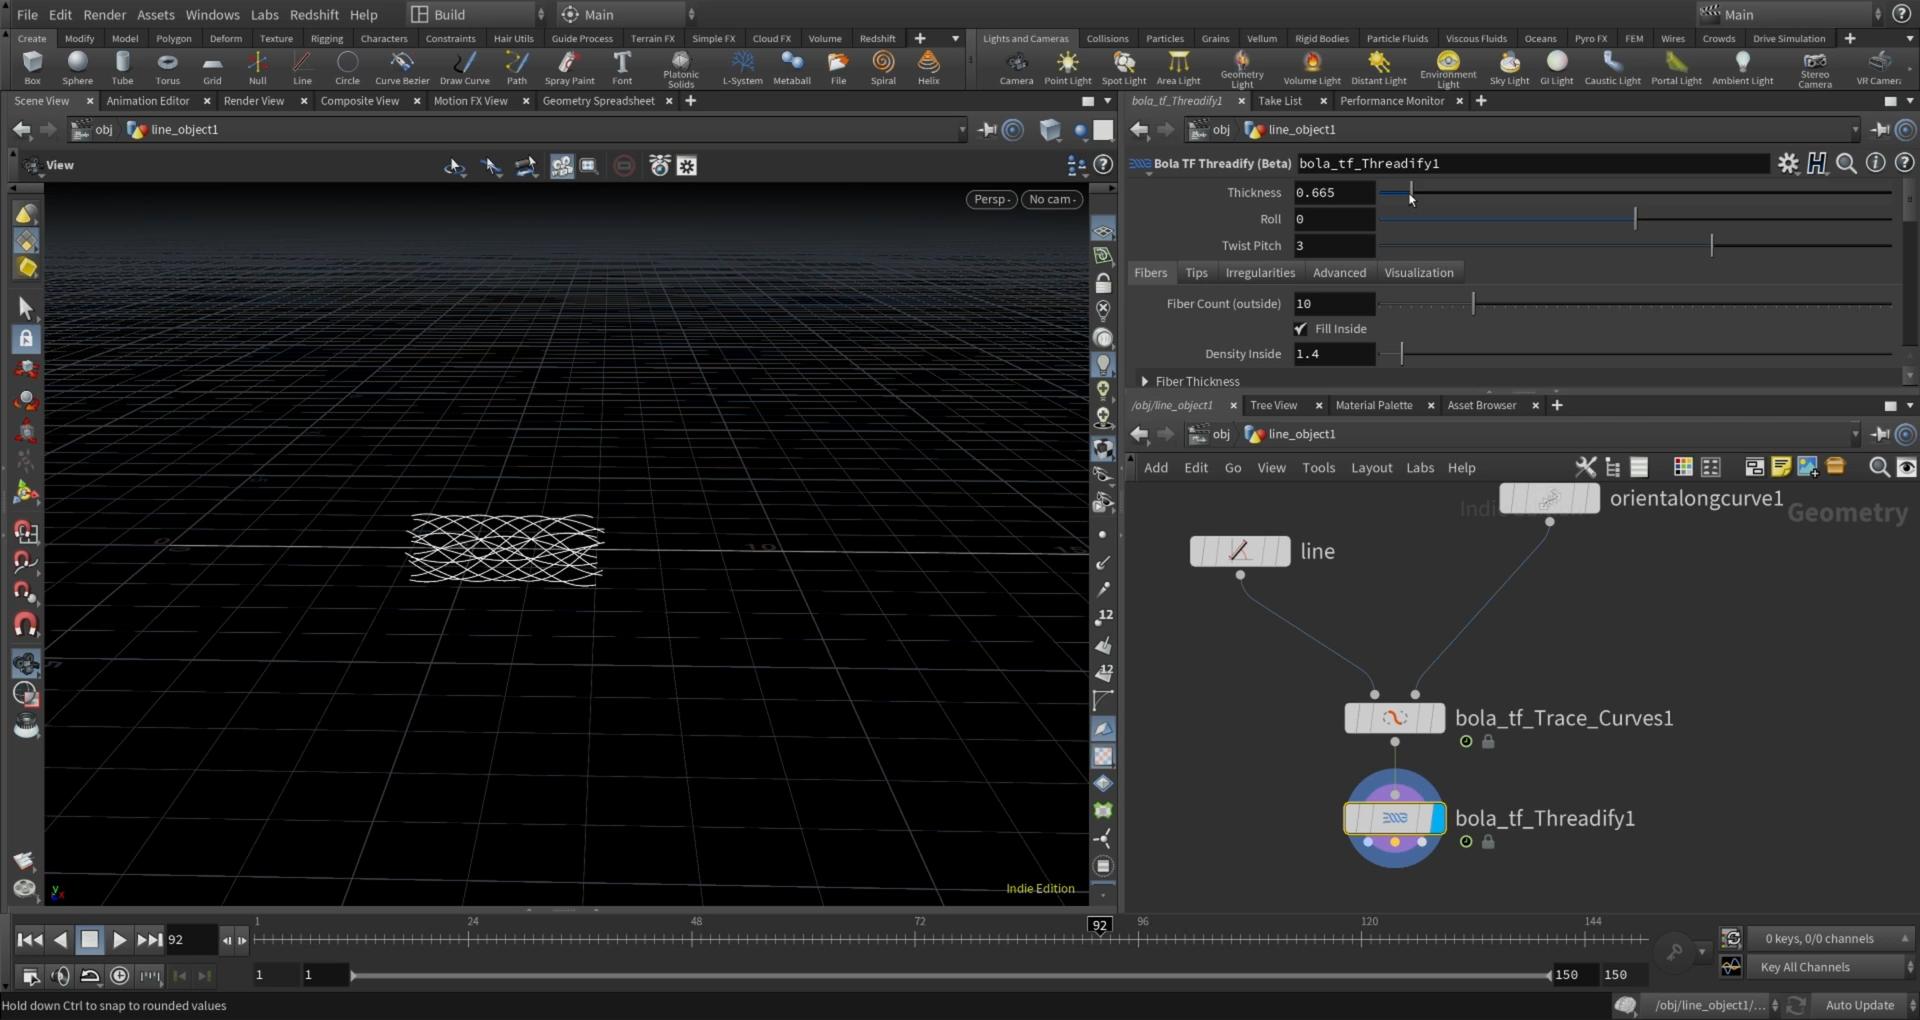 File Edit Render Assets Windows Labs Redshift Help Build Main Main
Create Modify Model Polygon Deform Texture Rigging Characters Constraints Hair Utils Guide Process Terrain FX Simple FX Cloud FX Volume Redshift
Lights and Cameras Collisions Particles Grains Vellum Rigid Bodies Particle Fluids Viscous Fluids Oceans Pyro FX FEM Wires Crowds Drive Simulation
Box Sphere Tube Torus Grid Null Line Circle Curve Bezier Draw Curve Path Spray Paint Font Platonic Solids L-System Metaball File Spiral Helix
Camera Point Light Spot Light Area Light Geometry Light Volume Light Distant Light Environment Light Sky Light GI Light Caustic Light Portal Light Ambient Light Stereo Camera VR Camera
Scene View Animation Editor Render View Composite View Motion FX View Geometry Spreadsheet
bola_tf_Threadify1 Take List Performance Monitor
obj line_object1
obj line_object1
View
Bola TF Threadify (Beta) bola_tf_Threadify1
Persp No cam
Thickness 0.665
Roll 0
Twist Pitch 3
Fibers Tips Irregularities Advanced Visualization
Fiber Count (outside) 10
Fill Inside
Density Inside 1.4
Fiber Thickness
/obj/line_object1 Tree View Material Palette Asset Browser
obj line_object1
Add Edit Go View Tools Layout Labs Help
orientalongcurve1
Geometry
line
bola_tf_Trace_Curves1
bola_tf_Threadify1
12
12
10
Indie Edition
1 24 48 72 92 96 120 144
92
0 keys, 0/0 channels
1 1 150 150
Key All Channels
Hold down Ctrl to snap to rounded values
/obj/line_object1/... Auto Update